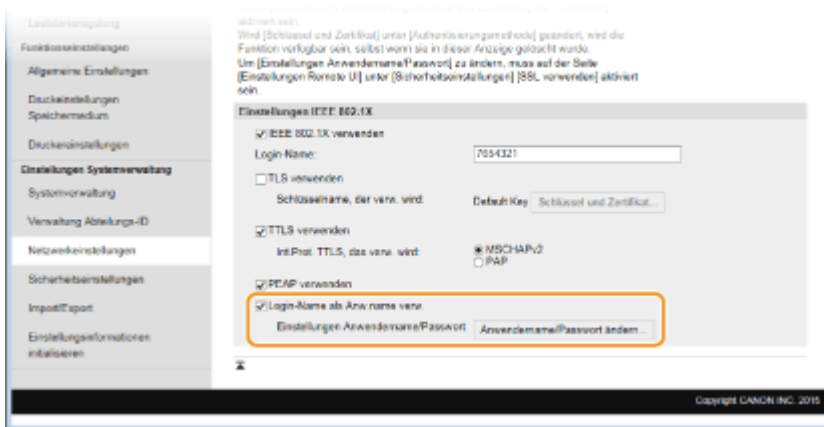 Funktionseinstellungen
Allgemeine Einstellungen
Druckeinstellungen
Speichermedium
Druckereinstellungen
Einstellungen Systemverwaltung
Systemverwaltung
Verwaltung Abteilungs-ID
Netzwerkeinstellungen
Sicherheitseinstellungen
Import/Export
Einstellungsinformationen
initialisieren
aktiviert sein.
Wird [Schlüssel und Zertifikat] unter [Authentisierungsmethode] geändert, wird die
Funktion verfügbar sein, selbst wenn sie in dieser Anzeige gelöscht wurde.
Um [Einstellungen Anwendername/Passwort] zu ändern, muss auf der Seite
[Einstellungen Remote UI] unter [Sicherheitseinstellungen] [SSL verwenden] aktiviert
sein.
Einstellungen IEEE 802.1X
IEEE 802.1X verwenden
Login-Name: 7654321
TLS verwenden
Schlüsselname, der verw. wird: Default Key Schlüssel und Zertifikat...
TTLS verwenden
Int.Prot. TTLS, das verw. wird: MSCHAPv2
PAP
PEAP verwenden
Login-Name als Anw.name verw.
Einstellungen Anwendername/Passwort: Anwendername/Passwort ändern...
Copyright CANON INC. 2015